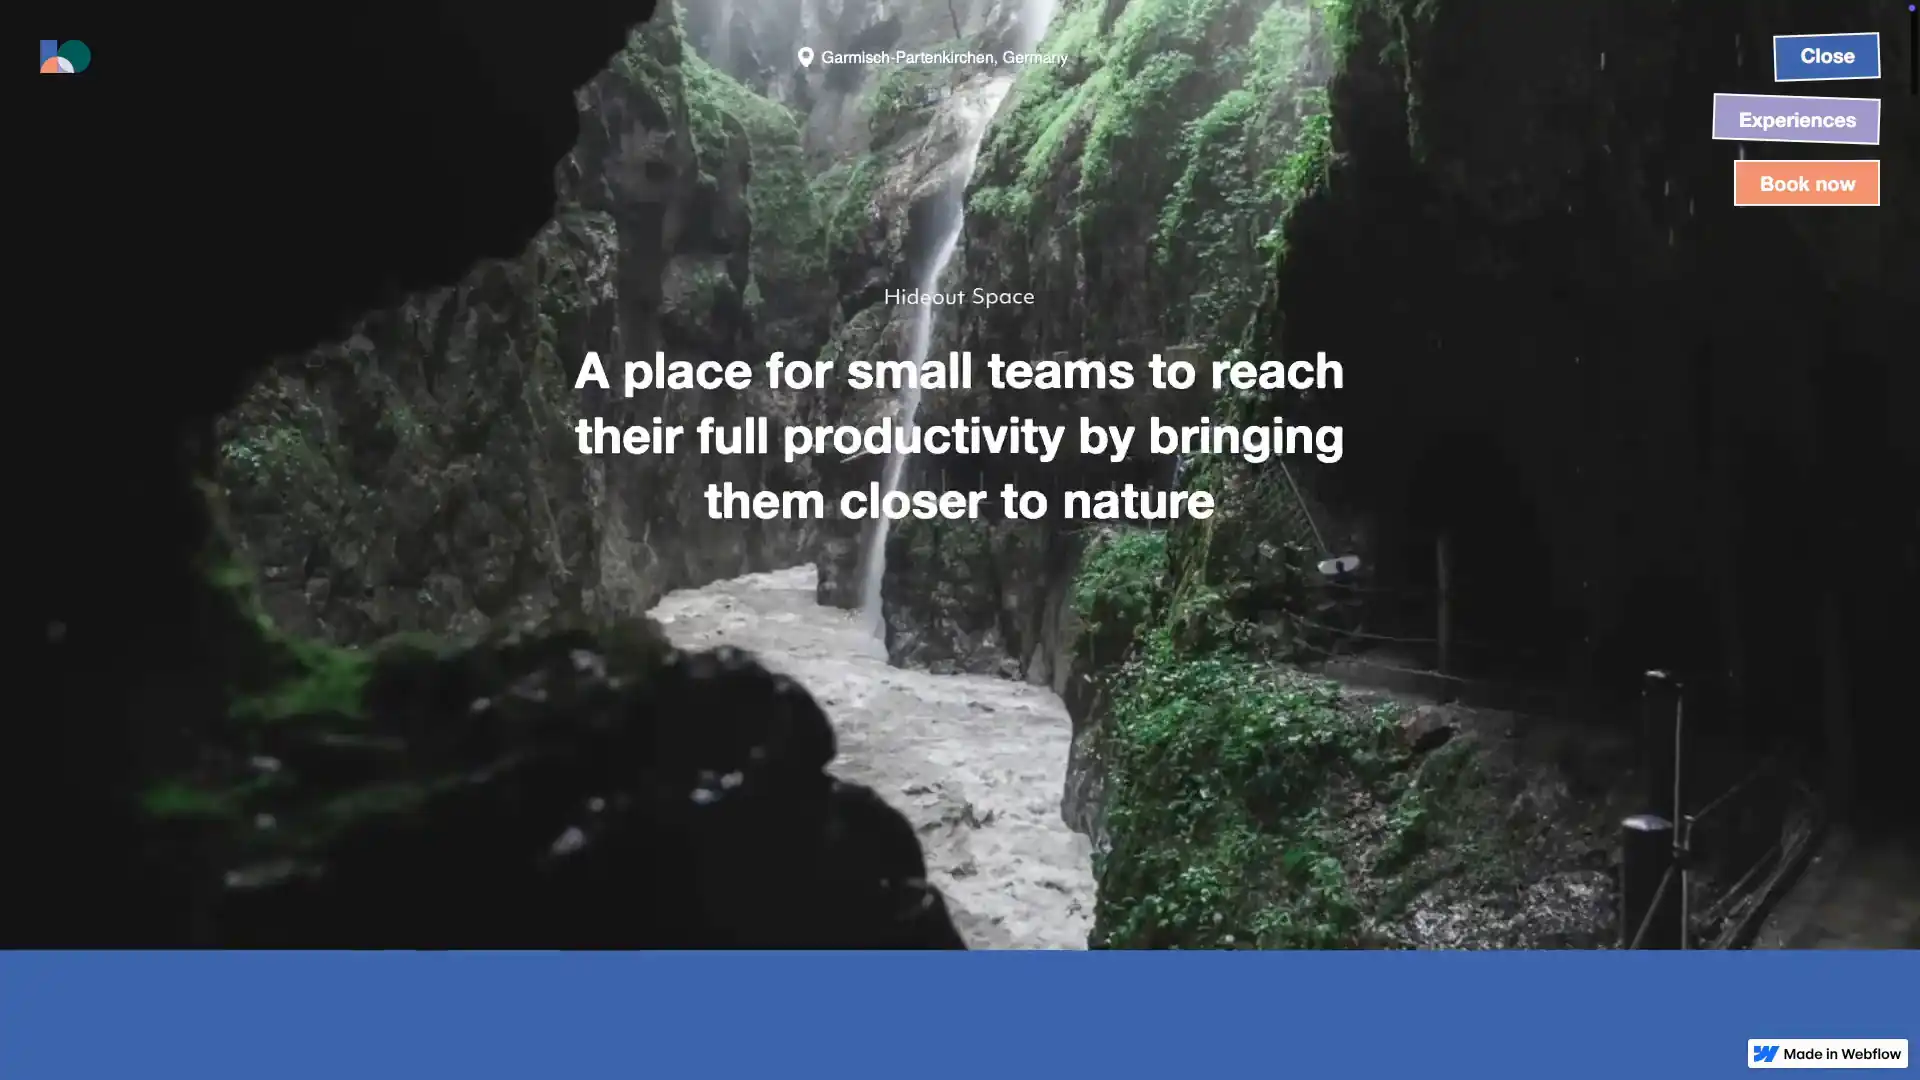 Garmisch-Partenkirchen, Germany
Close
Experiences
Book now
Hideout Space
A place for small teams to reach
their full productivity by bringing
them closer to nature
Made in Webflow